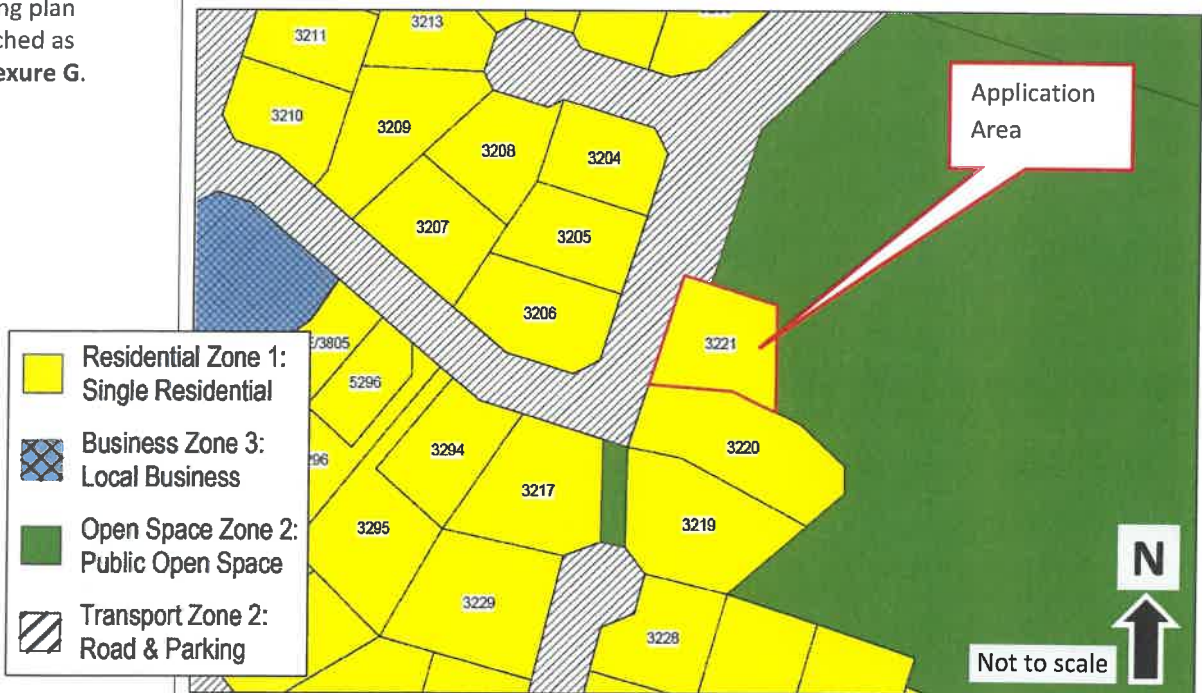 ng plan
ched as
exure G.
3211
3213
3210
3209
3208
3204
3207
3205
3206
Application
Area
3221
E/3805
5296
296
3294
3217
3220
3219
3295
3229
3228
Residential Zone 1:
Single Residential
Business Zone 3:
Local Business
Open Space Zone 2:
Public Open Space
Transport Zone 2:
Road & Parking
N
Not to scale